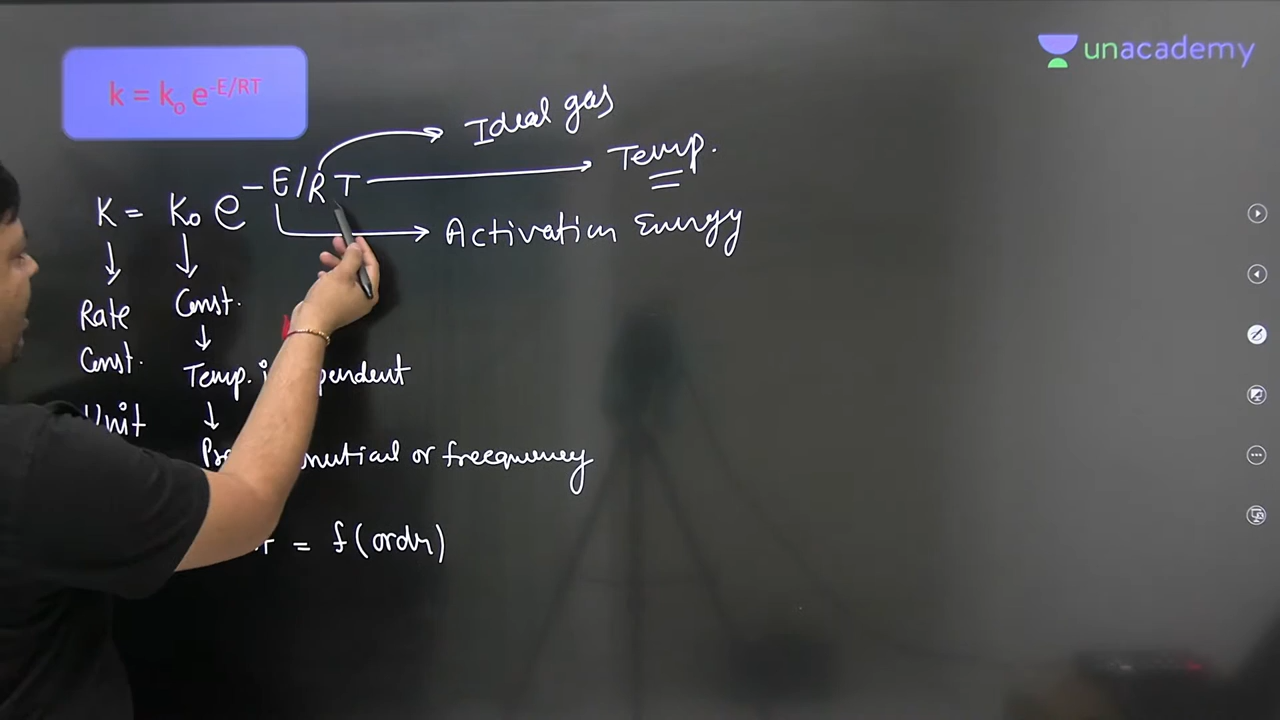 unacademy
k = k₀ e^-E/RT
Ideal gas
Temp.
K = K₀ e^-E/RT
Activation Energy
Rate Const.
Const.
Temp. pendent
Unit
nential or freequency
= f(ordr)